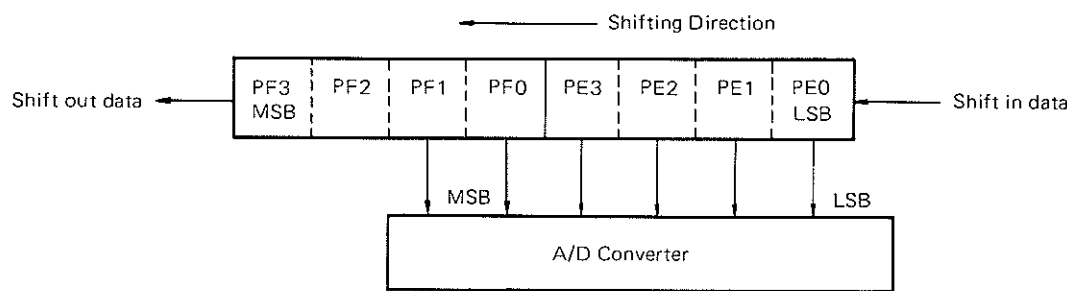 Shifting Direction
PF3 PF2 PF1 PF0 PE3 PE2 PE1 PE0
Shift out data MSB LSB Shift in data
MSB LSB
A/D Converter